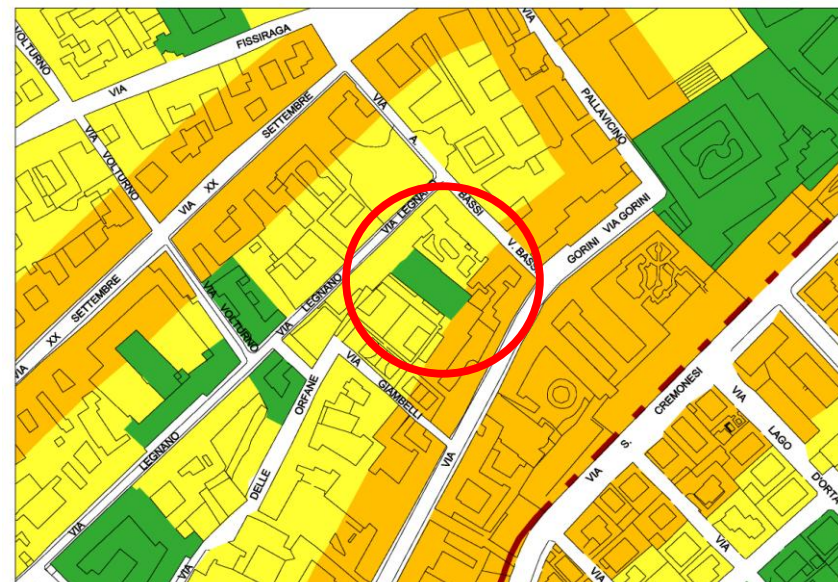 VOLTURNO
VIA
FISSIRAGA
VIA
VOLTURNO
VIA
XX
SETTEMBRE
VIA
A.
BASSI
V. BASSI
VIA
PALLAVICINO
GORINI
VIA GORINI
VIA LEGNANO
VIA
LEGNANO
VIA
VOLTURNO
VIA
XX
SETTEMBRE
VIA
LEGNANO
VIA
GIAMBELLI
VIA
DELLE
ORFANE
VIA
VIA
S.
CREMONESI
VIA
LAGO
D'ORTA